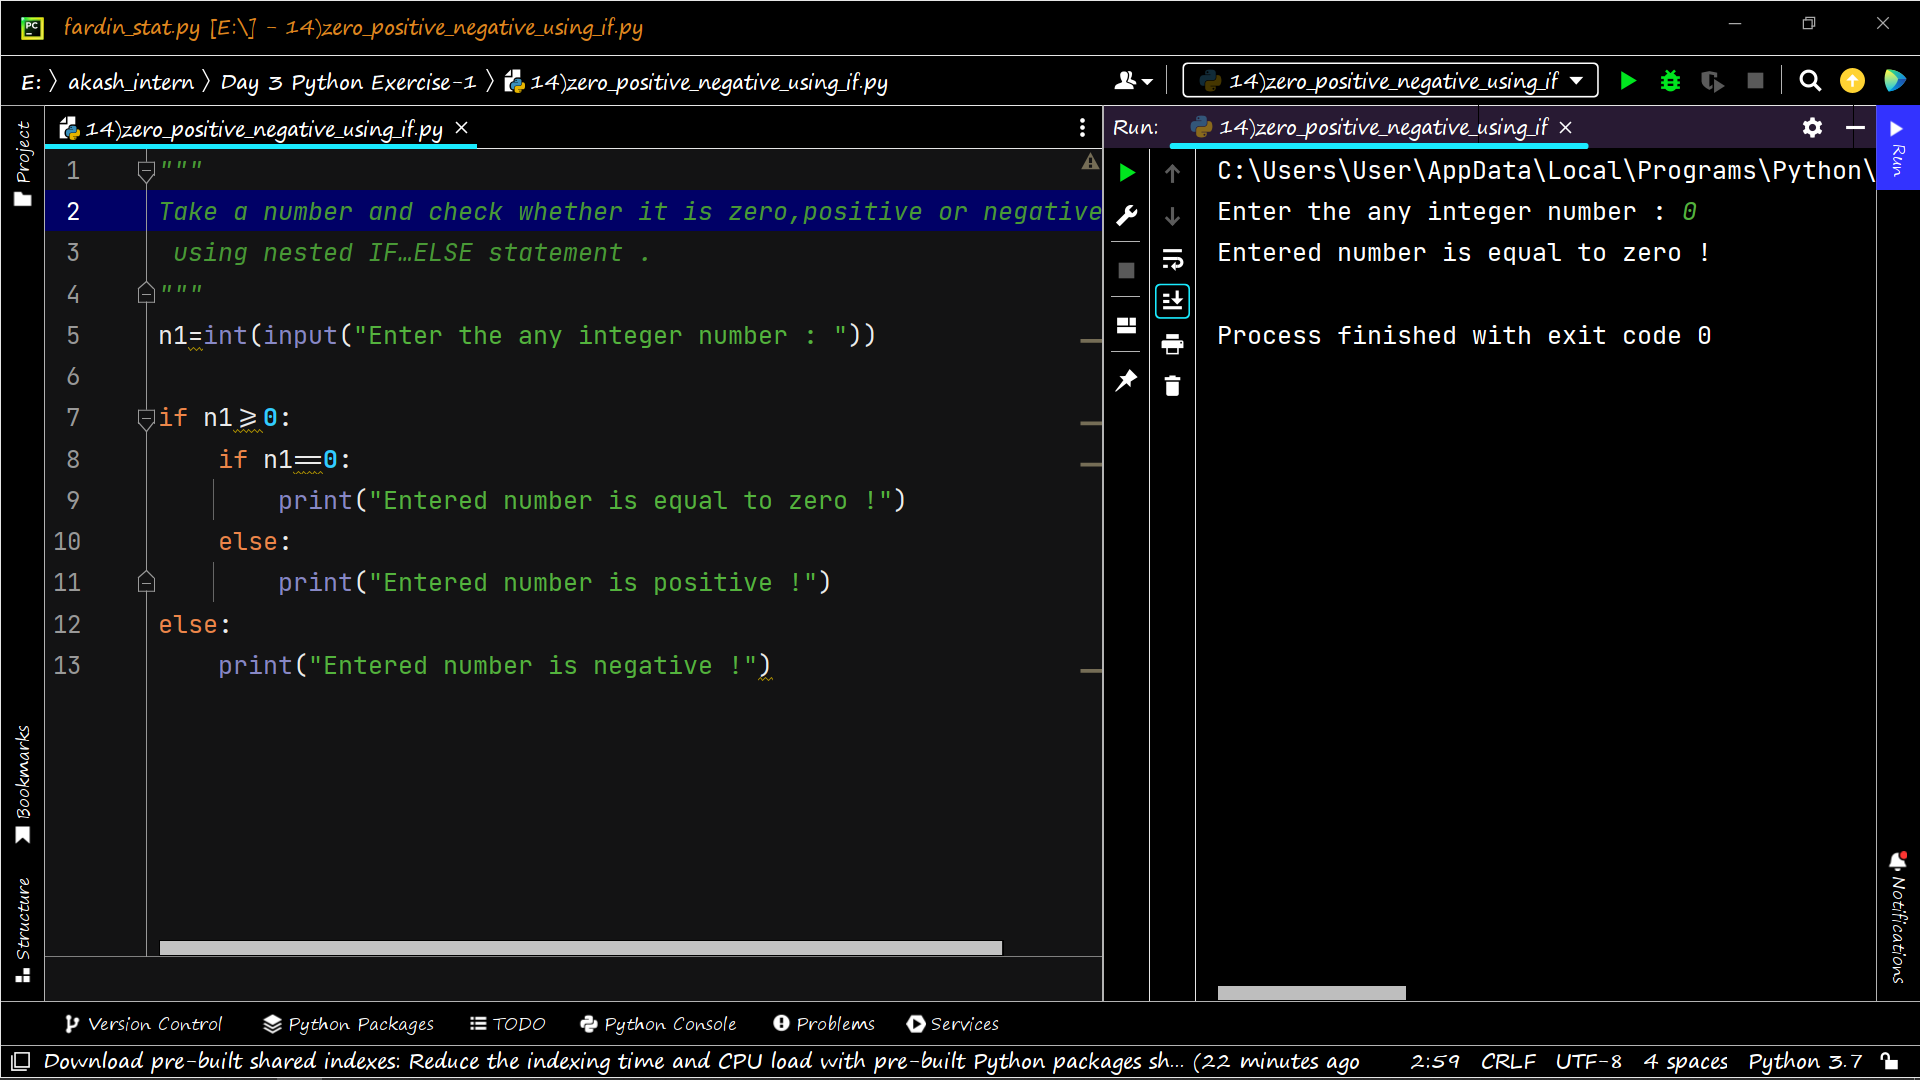 PC
fardin_stat.py [E:\] - 14)zero_positive_negative_using_if.py
E: 〉 akash_intern 〉 Day 3 Python Exercise-1 〉 14)zero_positive_negative_using_if.py
14)zero_positive_negative_using_if
Project
14)zero_positive_negative_using_if.py
1 """
2 Take a number and check whether it is zero,positive or negative
3 using nested IF…ELSE statement .
4 """
5 n1=int(input("Enter the any integer number : "))
6
7 if n1>=0:
8 if n1==0:
9 print("Entered number is equal to zero !")
10 else:
11 print("Entered number is positive !")
12 else:
13 print("Entered number is negative !")
Run: 14)zero_positive_negative_using_if
C:\Users\User\AppData\Local\Programs\Python\
Enter the any integer number : 0
Entered number is equal to zero !
Process finished with exit code 0
Run
Bookmarks
Structure
Notifications
Version Control Python Packages TODO Python Console Problems Services
Download pre-built shared indexes: Reduce the indexing time and CPU load with pre-built Python packages sh... (22 minutes ago 2:59 CRLF UTF-8 4 spaces Python 3.7